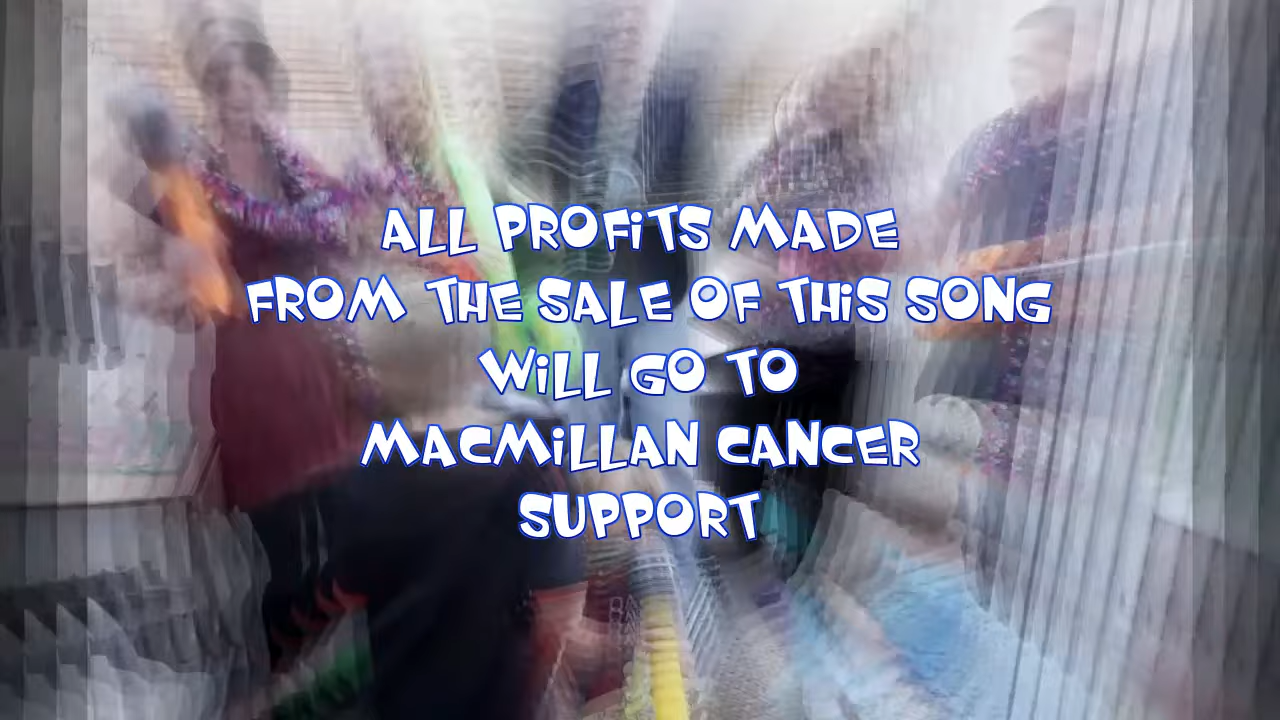 ALL PROFiTS MADE
FROM THE SALE OF THiS SONG
WiLL GO TO
MACMiLLAN CANCER
SUPPORT